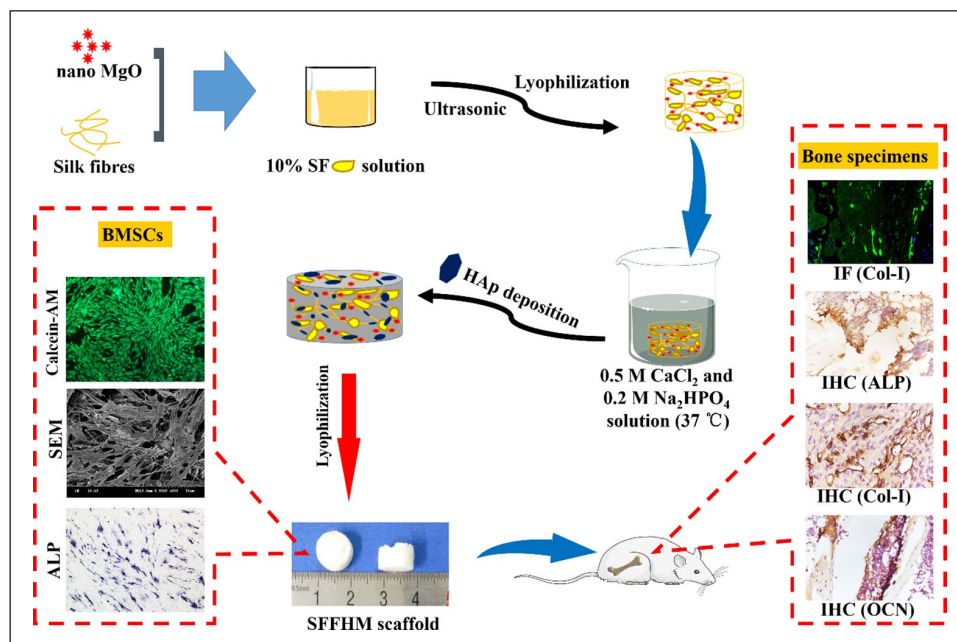 nano MgO
Silk fibres
10% SF solution
Lyophilization
Ultrasonic
Bone specimens
IF (Col-I)
IHC (ALP)
IHC (Col-I)
IHC (OCN)
0.5 M CaCl₂ and
0.2 M Na₂HPO₄
solution (37 ℃)
HAp deposition
Lyophilization
BMSCs
Calcein-AM
SEM
ALP
0.5mm
1 2 3 4
SFFHM scaffold